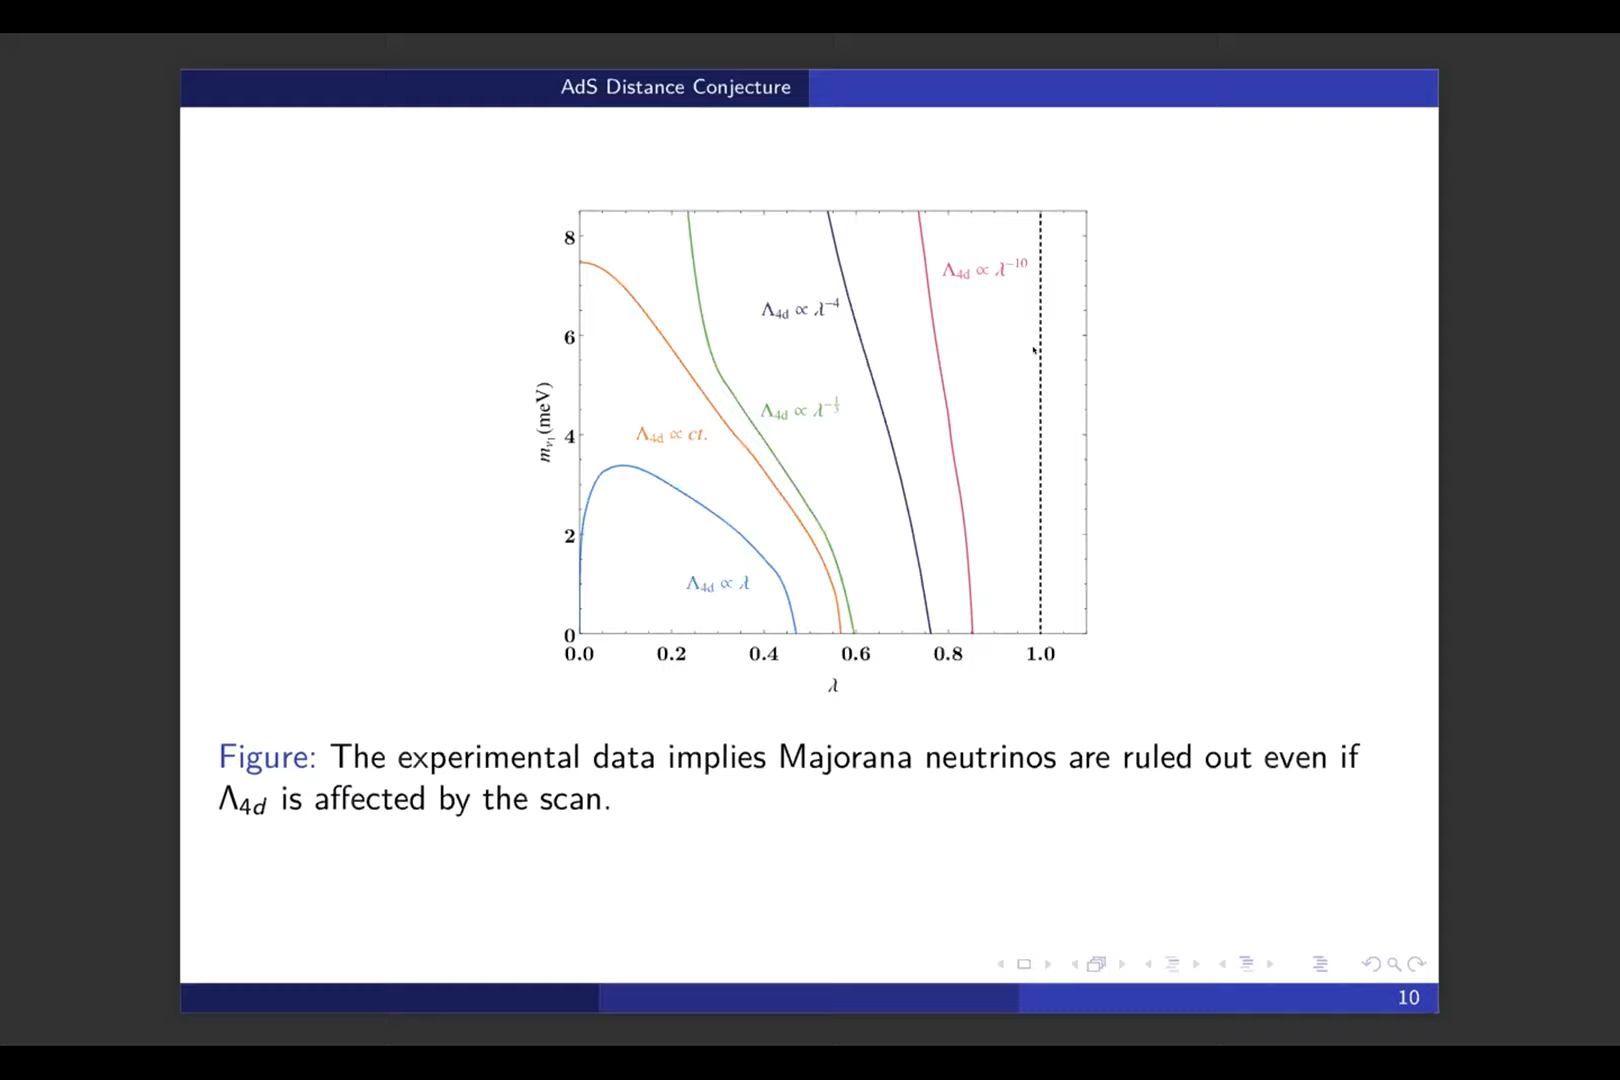 AdS Distance Conjecture
8
6
4
2
0
m_{ν_1}(meV)
Λ_{4d} ∝ λ^{-10}
Λ_{4d} ∝ λ^{-4}
Λ_{4d} ∝ λ^{-\frac{1}{3}}
Λ_{4d} ∝ ct.
Λ_{4d} ∝ λ
0.0 0.2 0.4 0.6 0.8 1.0
λ
Figure: The experimental data implies Majorana neutrinos are ruled out even if
Λ_{4d} is affected by the scan.
10